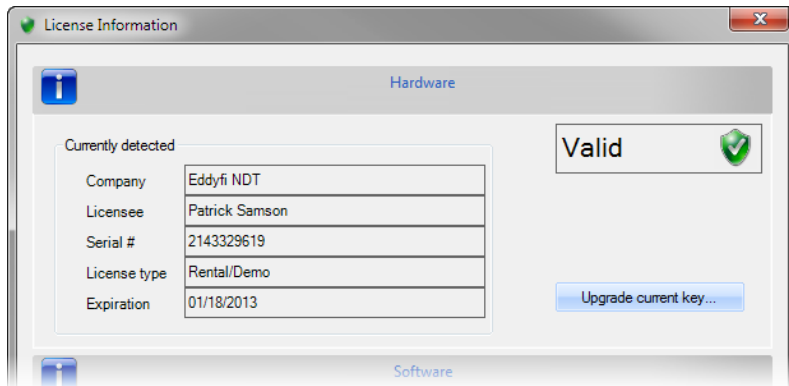 License Information
Hardware
Currently detected
Valid
Company Eddyfi NDT
Licensee Patrick Samson
Serial # 2143329619
License type Rental/Demo
Expiration 01/18/2013
Upgrade current key...
Software